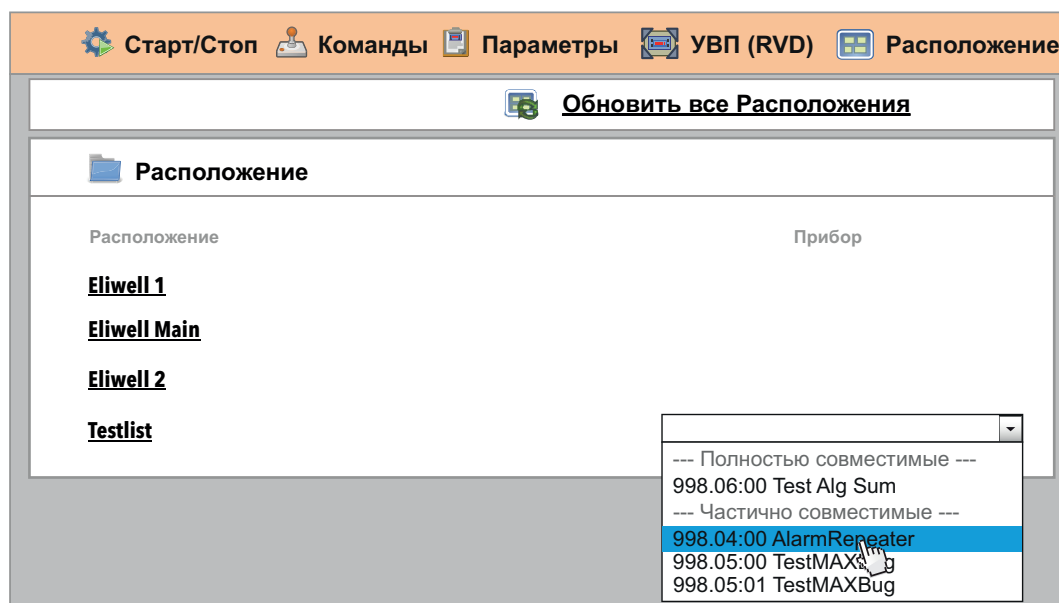 Старт/Стоп Команды Параметры УВП (RVD) Расположение
Обновить все Расположения
Расположение
Расположение Прибор
Eliwell 1
Eliwell Main
Eliwell 2
Testlist
--- Полностью совместимые ---
998.06:00 Test Alg Sum
--- Частично совместимые ---
998.04:00 AlarmRepeater
998.05:00 TestMAXBug
998.05:01 TestMAXBug